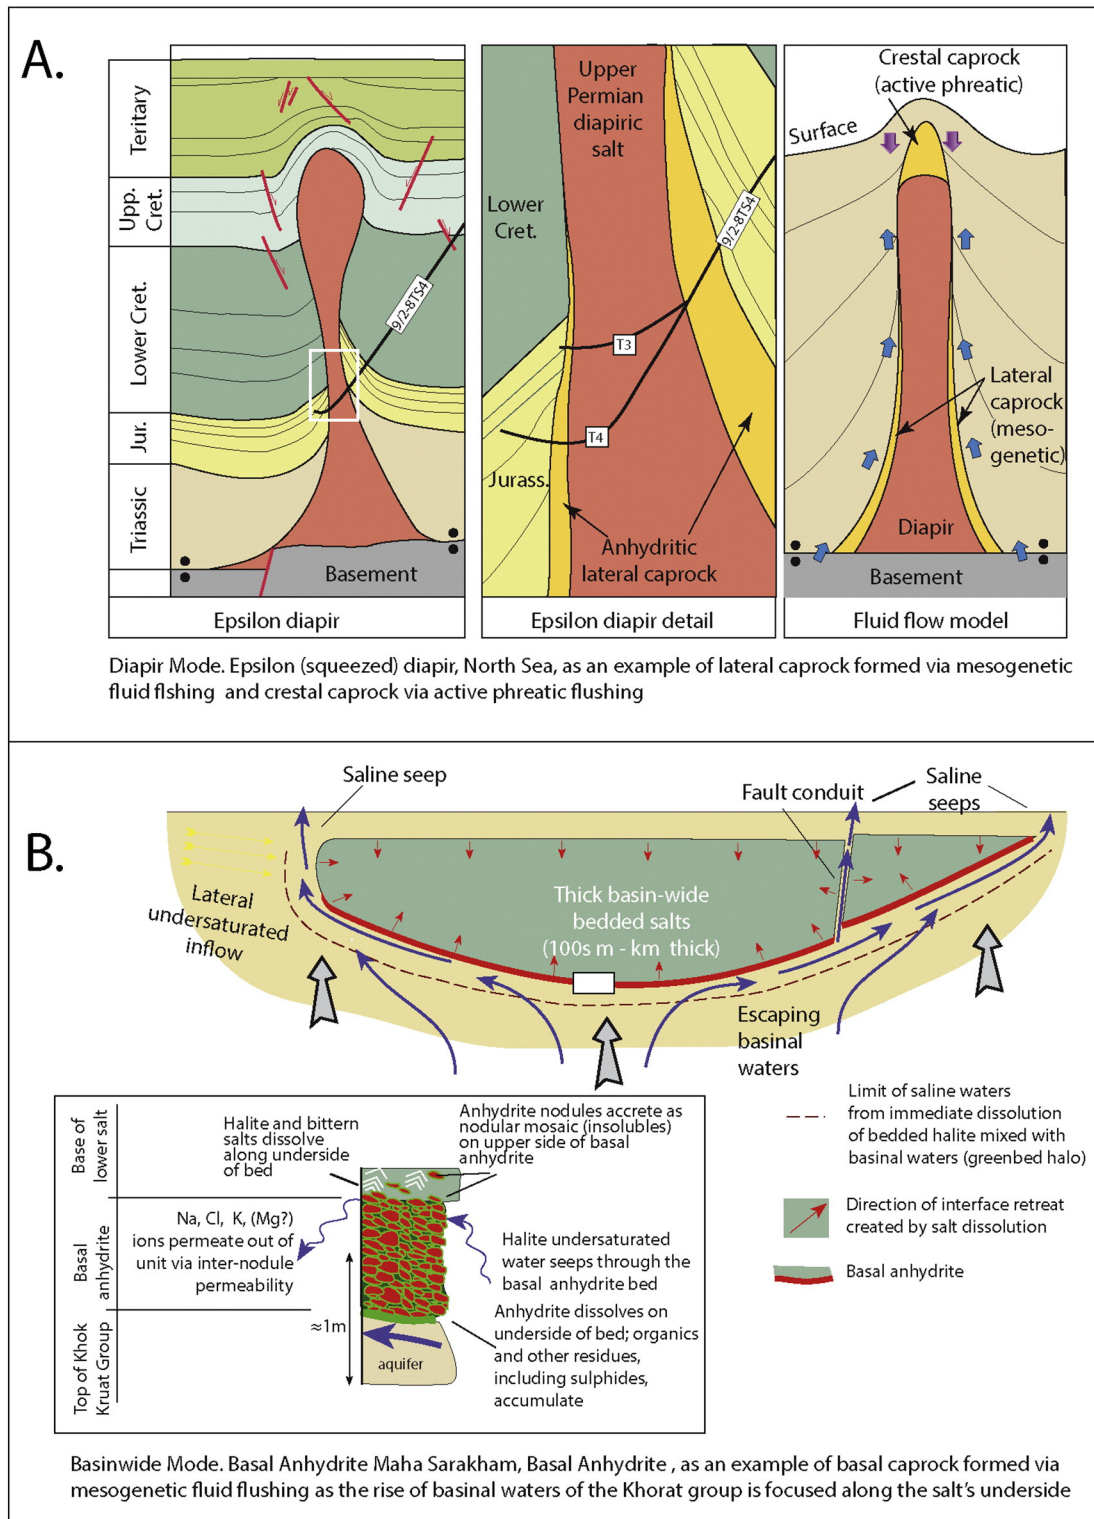 A.
Teritary
Upp. Cret.
Lower Cret.
Jur.
Triassic
9/2-8TS4
Basement
Epsilon diapir
Upper
Permian
diapiric
salt
Lower
Cret.
9/2-8TS4
T3
T4
Jurass.
Anhydritic
lateral caprock
Epsilon diapir detail
Crestal caprock
(active phreatic)
Surface
Lateral
caprock
(meso-
genetic)
Diapir
Basement
Fluid flow model
Diapir Mode. Epsilon (squeezed) diapir, North Sea, as an example of lateral caprock formed via mesogenetic
fluid flshing and crestal caprock via active phreatic flushing
B.
Saline seep
Fault conduit
Saline
seeps
Lateral
undersaturated
inflow
Thick basin-wide
bedded salts
(100s m - km thick)
Escaping
basinal
waters
Limit of saline waters
from immediate dissolution
of bedded halite mixed with
basinal waters (greenbed halo)
Direction of interface retreat
created by salt dissolution
Basal anhydrite
Base of
lower salt
Basal
anhydrite
Top of Khok
Kruat Group
Halite and bittern
salts dissolve
along underside
of bed
Anhydrite nodules accrete as
nodular mosaic (insolubles)
on upper side of basal
anhydrite
Na, Cl, K, (Mg?)
ions permeate out of
unit via inter-nodule
permeability
Halite undersaturated
water seeps through the
basal anhydrite bed
≈1m
aquifer
Anhydrite dissolves on
underside of bed; organics
and other residues,
including sulphides,
accumulate
Basinwide Mode. Basal Anhydrite Maha Sarakham, Basal Anhydrite , as an example of basal caprock formed via
mesogenetic fluid flushing as the rise of basinal waters of the Khorat group is focused along the salt's underside